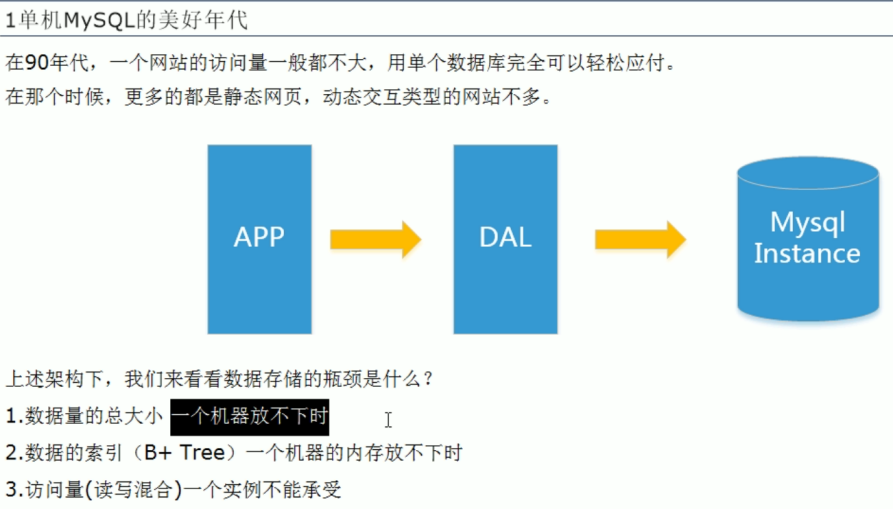 1单机MySQL的美好年代
在90年代，一个网站的访问量一般都不大，用单个数据库完全可以轻松应付。
在那个时候，更多的都是静态网页，动态交互类型的网站不多。
APP
DAL
Mysql
Instance
上述架构下，我们来看看数据存储的瓶颈是什么？
1.数据量的总大小 一个机器放不下时
2.数据的索引（B+ Tree）一个机器的内存放不下时
3.访问量(读写混合)一个实例不能承受